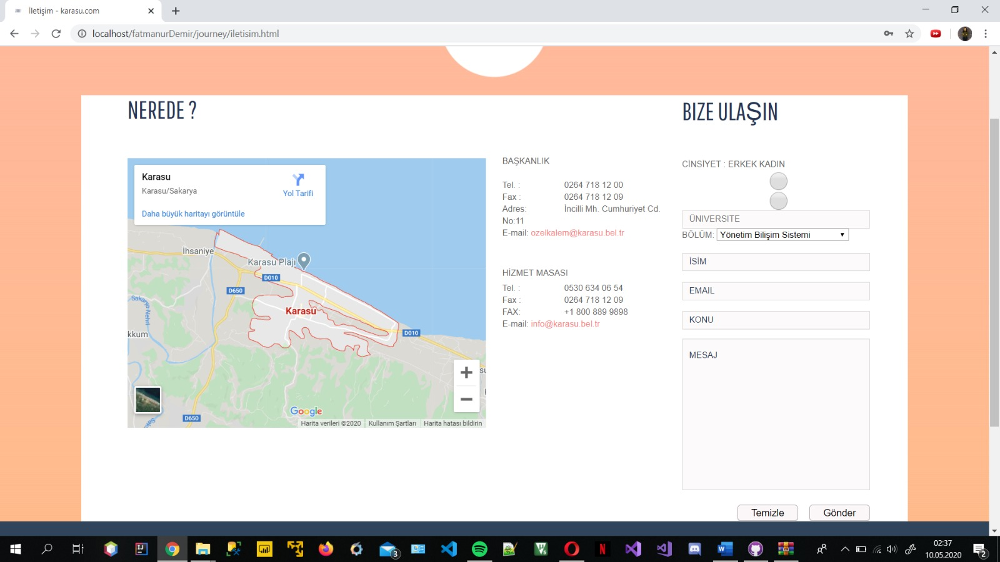 İletişim - karasu.com
localhost/fatmanurDemir/journey/iletisim.html
NEREDE ?
BIZE ULAŞIN
Karasu
Karasu/Sakarya
Yol Tarifi
Daha büyük haritayı görüntüle
İhsaniye
Karasu Plajı
D010
D650
Sakarya Nehri
Karasu
D010
kkum
D650
Google
Harita verileri ©2020
Kullanım Şartları
Harita hatası bildirin
BAŞKANLIK
Tel. : 0264 718 12 00
Fax : 0264 718 12 09
Adres: İncilli Mh. Cumhuriyet Cd.
No:11
E-mail: ozelkalem@karasu.bel.tr
HİZMET MASASI
Tel. : 0530 634 06 54
Fax : 0264 718 12 09
FAX: +1 800 889 9898
E-mail: info@karasu.bel.tr
CİNSİYET : ERKEK KADIN
ÜNIVERSITE
BÖLÜM: Yönetim Bilişim Sistemi
İSİM
EMAIL
KONU
MESAJ
Temizle
Gönder
02:37
10.05.2020
3
2